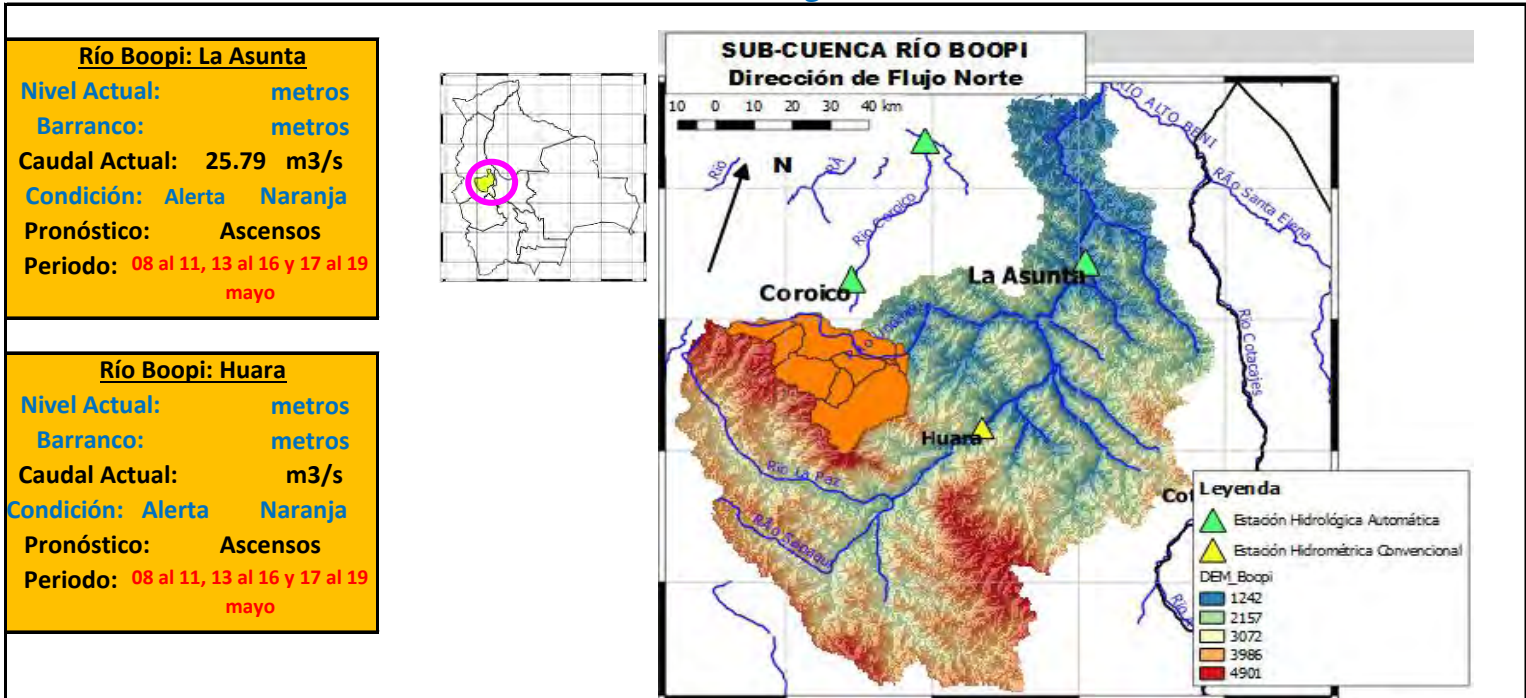 Río Boopi: La Asunta
Nivel Actual: metros
Barranco: metros
Caudal Actual: 25.79 m3/s
Condición: Alerta Naranja
Pronóstico: Ascensos
Periodo: 08 al 11, 13 al 16 y 17 al 19
mayo
Río Boopi: Huara
Nivel Actual: metros
Barranco: metros
Caudal Actual: m3/s
Condición: Alerta Naranja
Pronóstico: Ascensos
Periodo: 08 al 11, 13 al 16 y 17 al 19
mayo
SUB-CUENCA RÍO BOOPI
Dirección de Flujo Norte
10 0 10 20 30 40 km
N
RÍO ALTO BENI
Río
RÃ
RÃo Santa Elena
Río Coroico
La Asunta
Coroico
Río Cotacajes
Huara
Río La Paz
RÃo Sapaqui
Leyenda
Estación Hidrológica Automática
Estación Hidrométrica Convencional
DEM_Boopi
1242
2157
3072
3986
4901